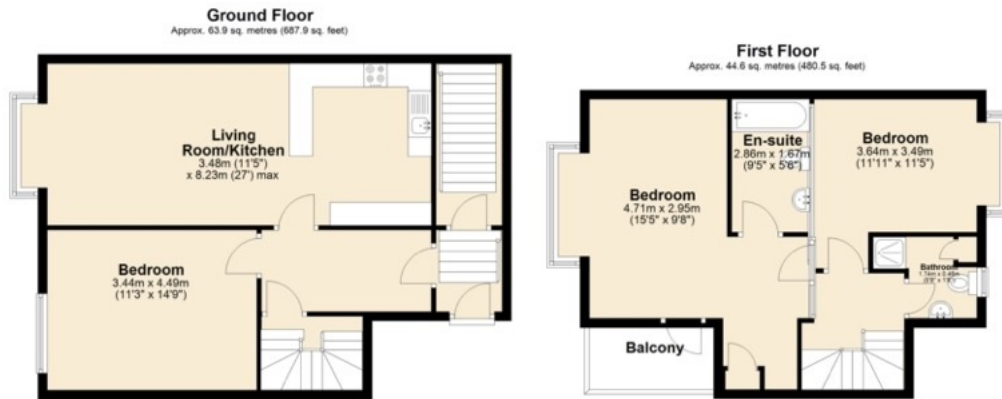 Ground Floor
Approx. 63.9 sq. metres (687.9 sq. feet)
Living
Room/Kitchen
3.48m (11'5")
x 8.23m (27') max
Bedroom
3.44m x 4.49m
(11'3" x 14'9")
First Floor
Approx. 44.6 sq. metres (480.5 sq. feet)
Bedroom
4.71m x 2.95m
(15'5" x 9'8")
En-suite
2.86m x 1.67m
(9'5" x 5'6")
Bedroom
3.64m x 3.49m
(11'11" x 11'5")
Bathroom
Balcony